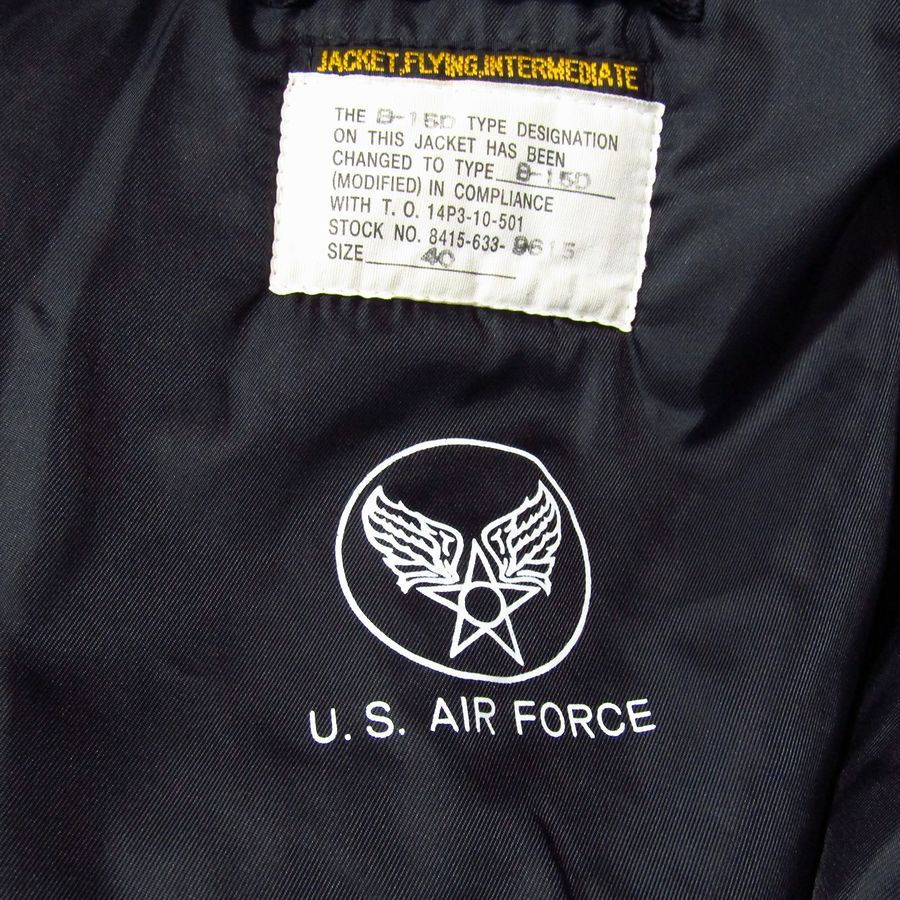 JACKET,FLYING,INTERMEDIATE
THE B-15D TYPE DESIGNATION
ON THIS JACKET HAS BEEN
CHANGED TO TYPE B-15D
(MODIFIED) IN COMPLIANCE
WITH T. O. 14P3-10-501
STOCK NO. 8415-633-9615
SIZE 40
U. S. AIR FORCE